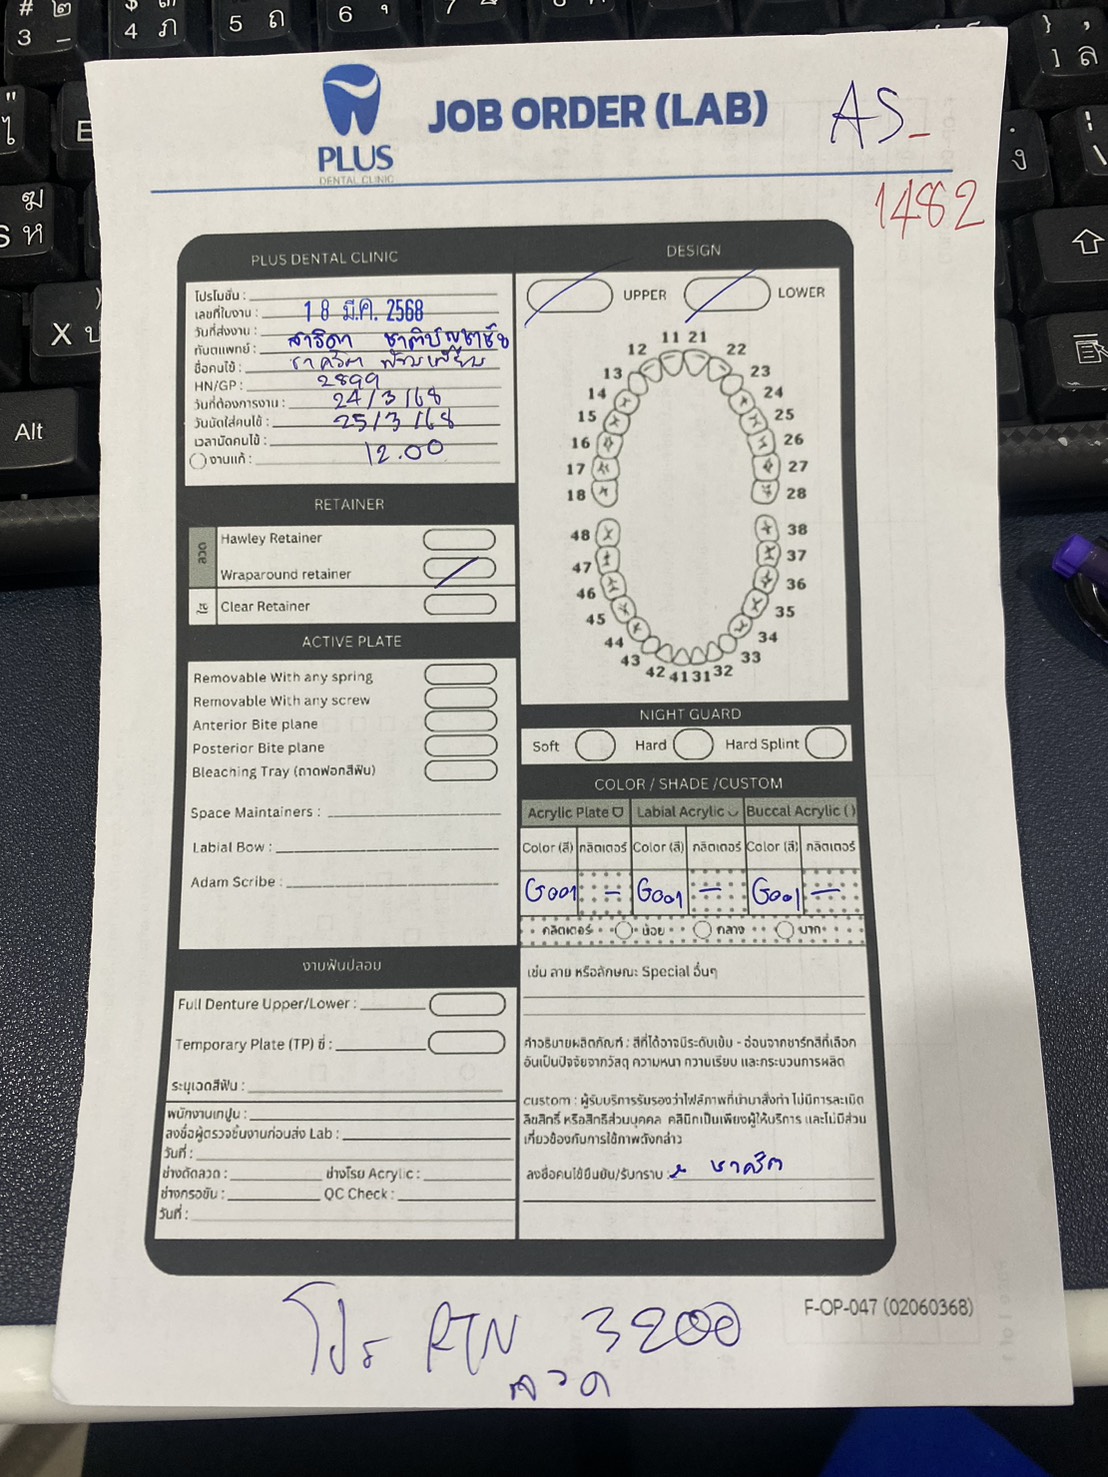 PLUS
DENTAL CLINIC
JOB ORDER (LAB)
AS_
1482
PLUS DENTAL CLINIC
โปรโมชั่น :
เลขที่ใบงาน :
วันที่ส่งงาน : 18 มี.ค. 2568
ทันตแพทย์ : สาธิตา
ชื่อคนไข้ : ชาคริต
HN/GP : 2899
วันที่ต้องการงาน : 24/3/68
วันนัดใส่คนไข้ : 25/3/68
เวลานัดคนไข้ : 12.00
งานแก้ :
RETAINER
ลวด
Hawley Retainer
Wraparound retainer
ใส
Clear Retainer
ACTIVE PLATE
Removable With any spring
Removable With any screw
Anterior Bite plane
Posterior Bite plane
Bleaching Tray (ถาดฟอกสีฟัน)
Space Maintainers :
Labial Bow :
Adam Scribe :
งานฟันปลอม
Full Denture Upper/Lower :
Temporary Plate (TP) ซี่ :
ระบุเฉดสีฟัน :
พนักงานเทปูน :
ลงชื่อผู้ตรวจชิ้นงานก่อนส่ง Lab :
วันที่ :
ช่างดัดลวด : ช่างโรย Acrylic :
ช่างกรอขัด : QC Check :
วันที่ :
DESIGN
UPPER LOWER
11 21
12 22
13 23
14 24
15 25
16 26
17 27
18 28
48 38
47 37
46 36
45 35
44 34
43 33
42 41 31 32
NIGHT GUARD
Soft Hard Hard Splint
COLOR / SHADE /CUSTOM
Acrylic Plate Labial Acrylic Buccal Acrylic ( )
Color (สี) กลิตเตอร์ Color (สี) กลิตเตอร์ Color (สี) กลิตเตอร์
G001 – G001 – G001 –
กลิตเตอร์ น้อย กลาง มาก
เช่น ลาย หรือลักษณะ Special อื่นๆ
คำอธิบายผลิตภัณฑ์ : สีที่ได้อาจมีระดับเข้ม - อ่อนจากชาร์ทสีที่เลือก
อันเป็นปัจจัยจากวัสดุ ความหนา ความเรียบ และกระบวนการผลิต
custom : ผู้รับบริการรับรองว่าไฟล์ภาพที่นำมาสั่งทำ ไม่มีการละเมิด
ลิขสิทธิ์ หรือสิทธิส่วนบุคคล คลินิกเป็นเพียงผู้ให้บริการ และไม่มีส่วน
เกี่ยวข้องกับการใช้ภาพดังกล่าว
ลงชื่อคนไข้ยืนยัน/รับทราบ : ชาคริต
F-OP-047 (02060368)
โปร RTN 3200
ลวด